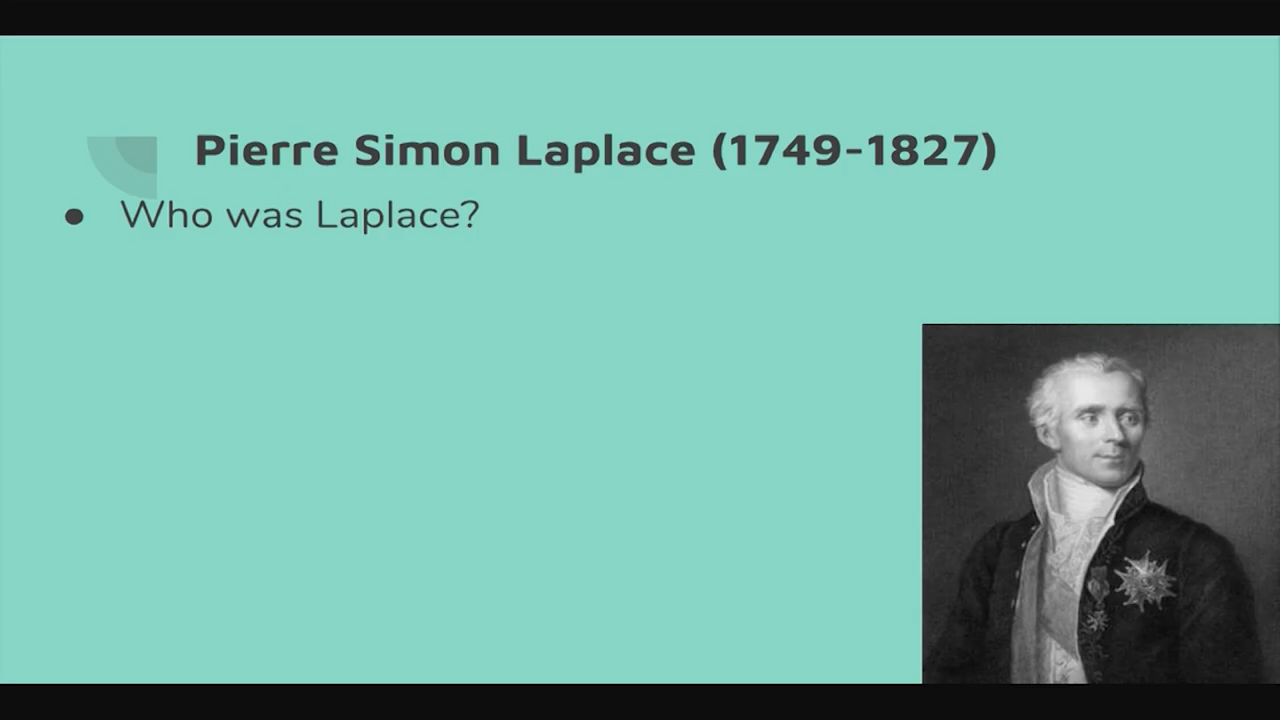 Pierre Simon Laplace (1749-1827)
● Who was Laplace?